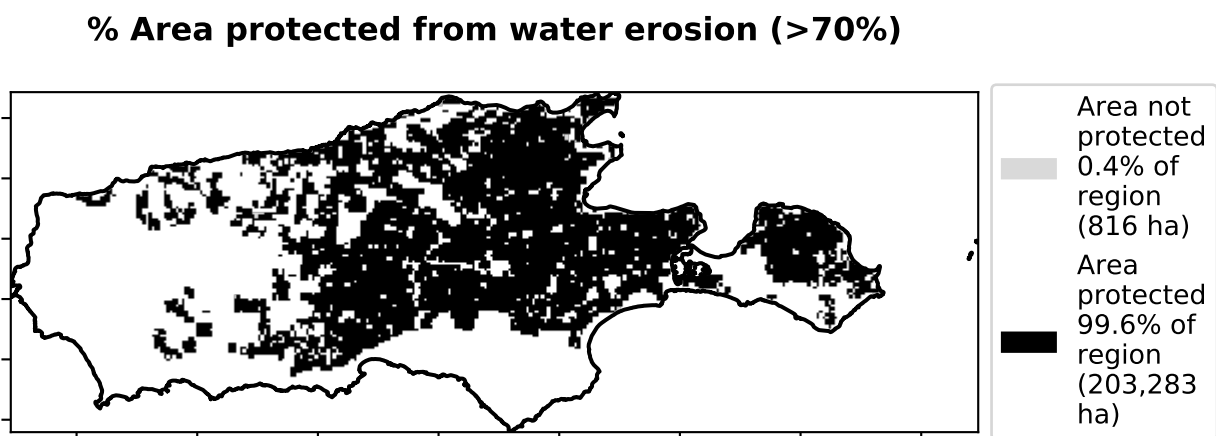 % Area protected from water erosion (>70%)
Area not
protected
0.4% of
region
(816 ha)
Area
protected
99.6% of
region
(203,283
ha)